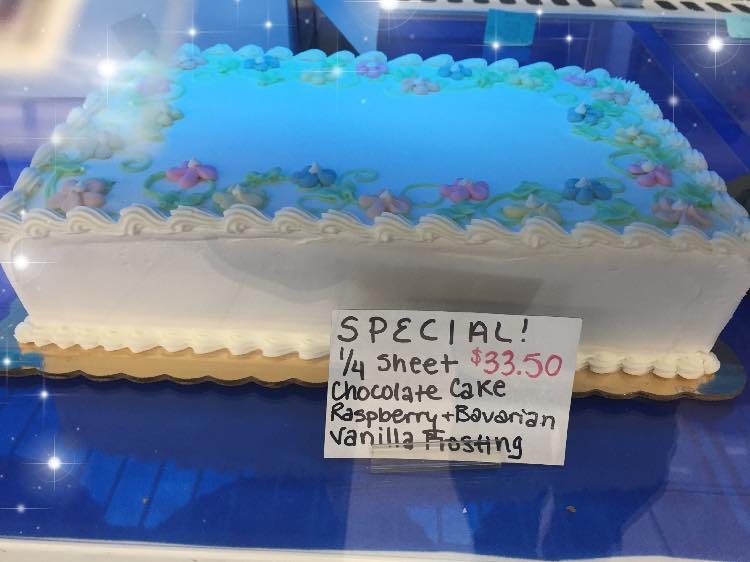 SPECIAL!
1/4 Sheet $33.50
Chocolate Cake
Raspberry + Bavarian
Vanilla Frosting